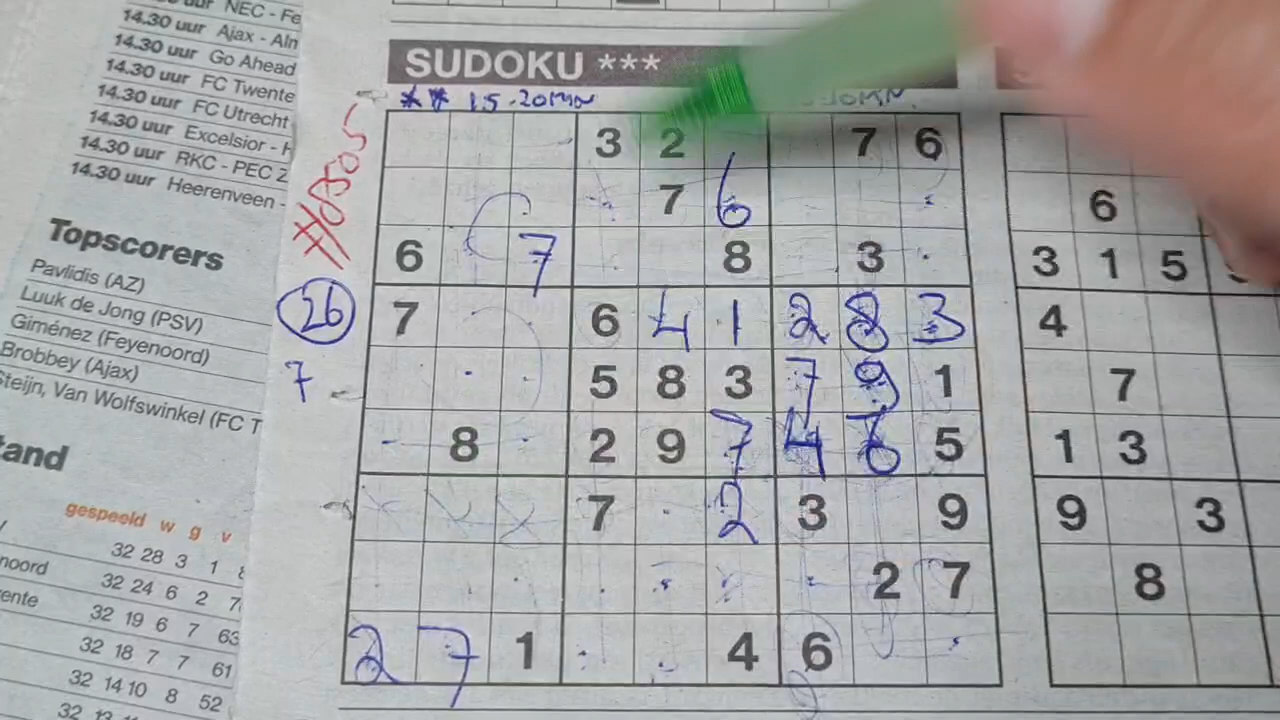 NEC - Fe
14.30 uur Ajax - Alm
14.30 uur Go Ahead
14.30 uur FC Twente
14.30 uur FC Utrecht
14.30 uur Excelsior - H
14.30 uur RKC - PEC Z
14.30 uur Heerenveen -
Topscorers
Pavlidis (AZ)
Luuk de Jong (PSV)
Giménez (Feyenoord)
Brobbey (Ajax)
Steijn, Van Wolfswinkel (FC T
tand
gespeeld w g v
32 28 3 1
noord 32 24 6 2 7
ente 32 19 6 7 63
32 18 7 7 61
32 14 10 8 52
26
7
SUDOKU ***
** 15.20MN
3 2 7 6
7 6
6 7 8 3
7 6 4 1 2 8 3
5 8 3 7 9 1
8 2 9 7 4 6 5
7 2 3 9
2 7
2 7 1 4 6
6
3 1 5
4
7
1 3
9 3
8